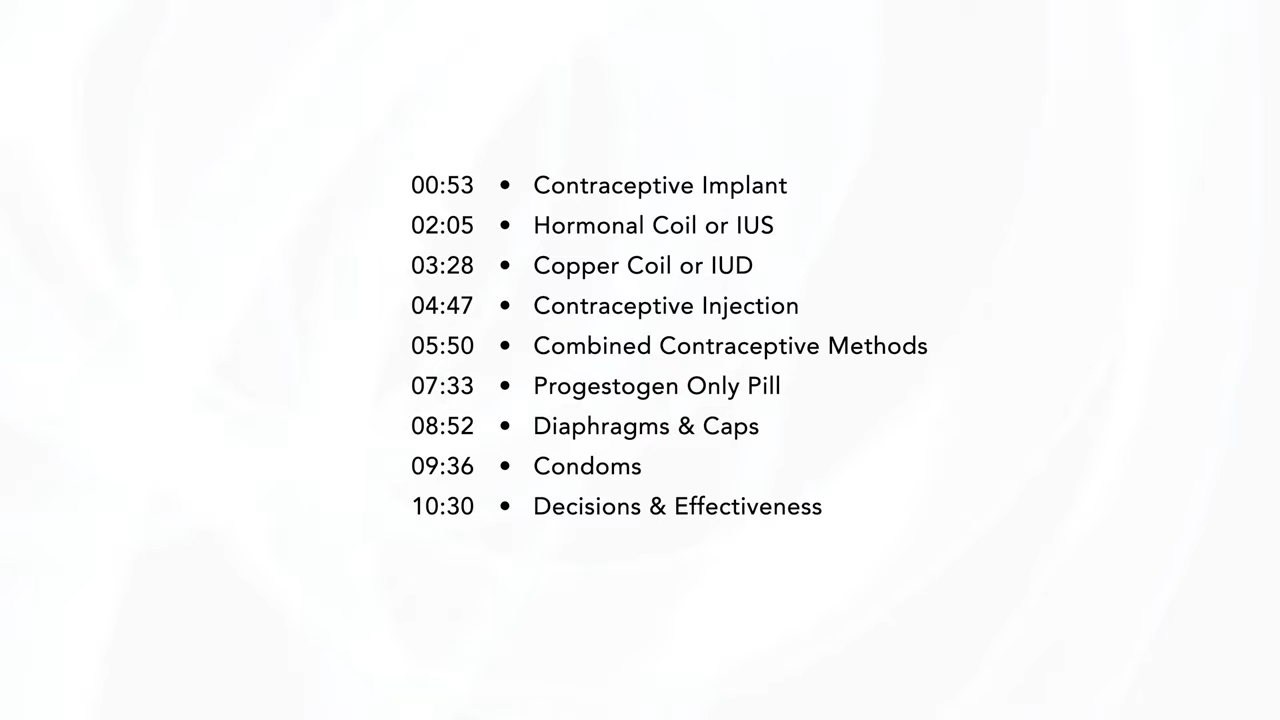 00:53 • Contraceptive Implant
02:05 • Hormonal Coil or IUS
03:28 • Copper Coil or IUD
04:47 • Contraceptive Injection
05:50 • Combined Contraceptive Methods
07:33 • Progestogen Only Pill
08:52 • Diaphragms & Caps
09:36 • Condoms
10:30 • Decisions & Effectiveness